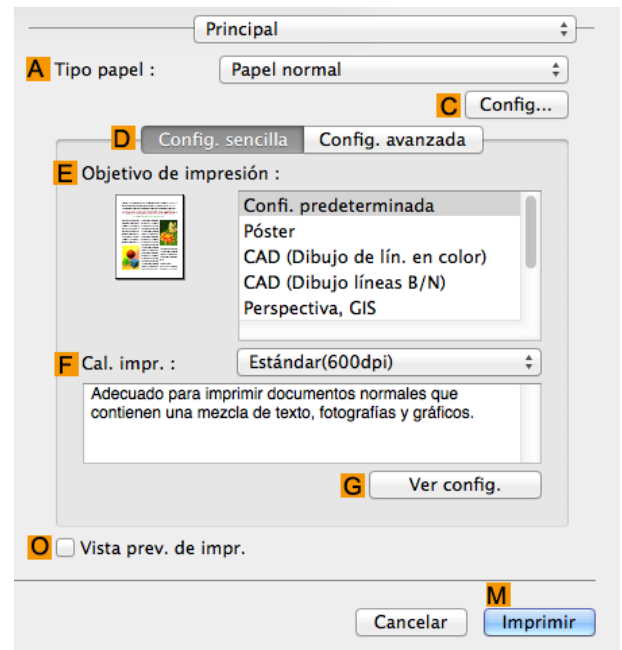 Principal
A Tipo papel : Papel normal
C Config...
D Config. sencilla Config. avanzada
E Objetivo de impresión :
Confi. predeterminada
Póster
CAD (Dibujo de lín. en color)
CAD (Dibujo líneas B/N)
Perspectiva, GIS
F Cal. impr. : Estándar(600dpi)
Adecuado para imprimir documentos normales que
contienen una mezcla de texto, fotografías y gráficos.
G Ver config.
O Vista prev. de impr.
M
Cancelar Imprimir